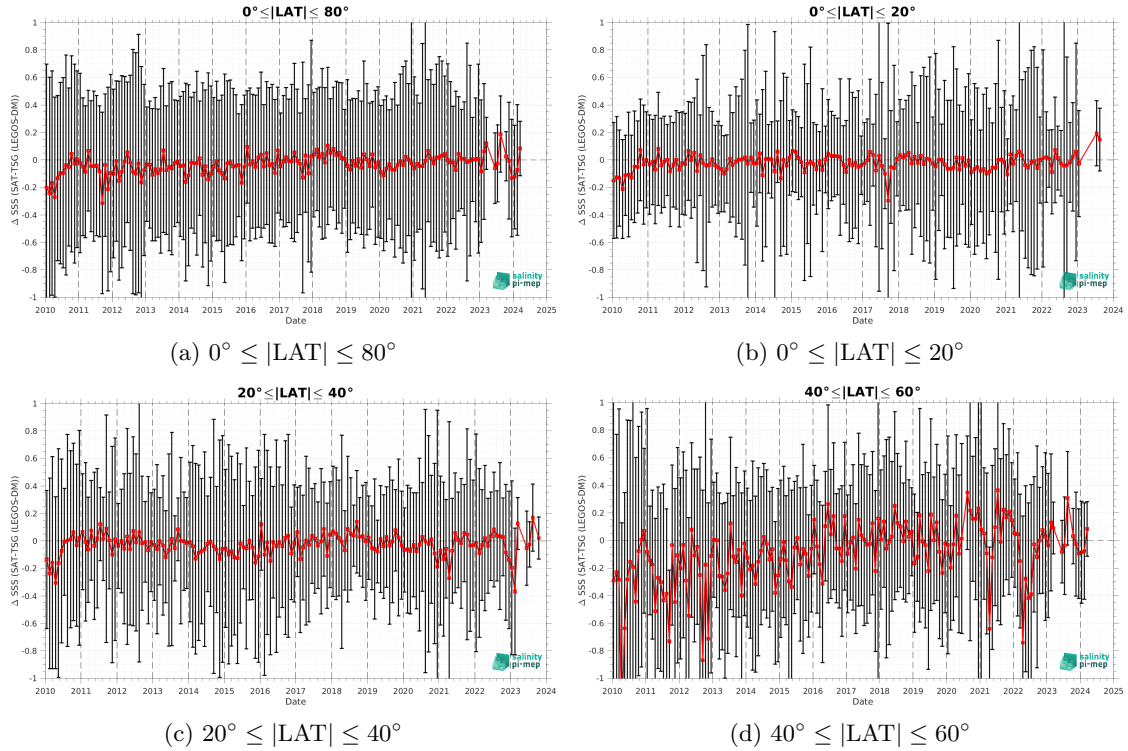 0°≤|LAT|≤ 80°
Δ SSS (SAT-TSG (LEGOS-DM))
1
0.8
0.6
0.4
0.2
0
-0.2
-0.4
-0.6
-0.8
-1
2010 2011 2012 2013 2014 2015 2016 2017 2018 2019 2020 2021 2022 2023 2024 2025
Date
salinity
pi-mep
(a) 0° ≤ |LAT| ≤ 80°
0°≤|LAT|≤ 20°
Δ SSS (SAT-TSG (LEGOS-DM))
1
0.8
0.6
0.4
0.2
0
-0.2
-0.4
-0.6
-0.8
-1
2010 2011 2012 2013 2014 2015 2016 2017 2018 2019 2020 2021 2022 2023 2024
Date
salinity
pi-mep
(b) 0° ≤ |LAT| ≤ 20°
20°≤|LAT|≤ 40°
Δ SSS (SAT-TSG (LEGOS-DM))
1
0.8
0.6
0.4
0.2
0
-0.2
-0.4
-0.6
-0.8
-1
2010 2011 2012 2013 2014 2015 2016 2017 2018 2019 2020 2021 2022 2023 2024
Date
salinity
pi-mep
(c) 20° ≤ |LAT| ≤ 40°
40°≤|LAT|≤ 60°
Δ SSS (SAT-TSG (LEGOS-DM))
1
0.8
0.6
0.4
0.2
0
-0.2
-0.4
-0.6
-0.8
-1
2010 2011 2012 2013 2014 2015 2016 2017 2018 2019 2020 2021 2022 2023 2024 2025
Date
salinity
pi-mep
(d) 40° ≤ |LAT| ≤ 60°